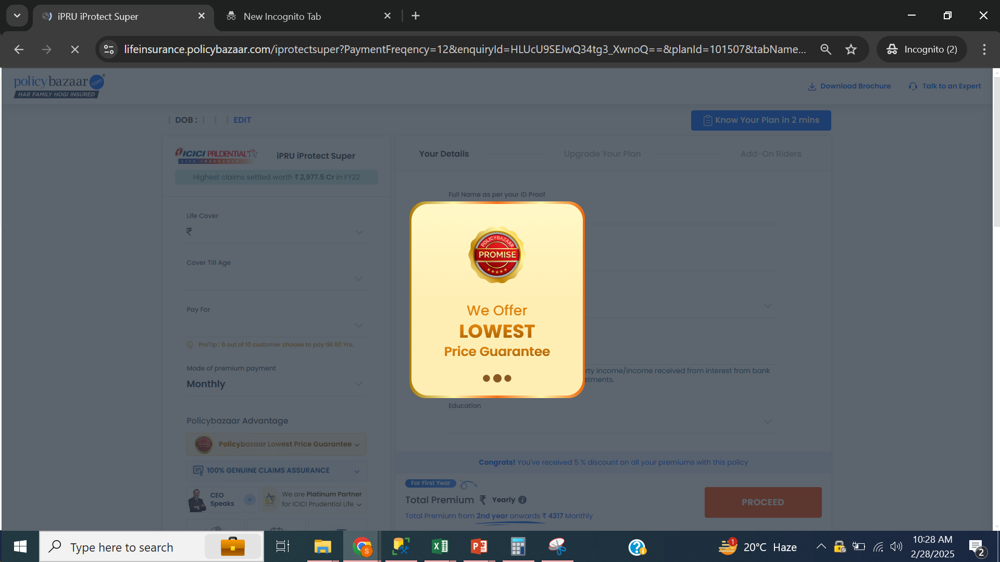 iPRU iProtect Super
New Incognito Tab
lifeinsurance.policybazaar.com/iprotectsuper?PaymentFreqency=12&enquiryId=HLUcU9SEJwQ34tg3_XwnoQ==&planId=101507&tabName...
Incognito (2)
policybazaar.com
HAR FAMILY HOGI INSURED
Download Brochure
Talk to an Expert
DOB :
EDIT
Know Your Plan in 2 mins
ICICI PRUDENTIAL
LIFE INSURANCE
iPRU iProtect Super
Highest claims settled worth ₹ 2,977.5 Cr in FY22
Your Details
Upgrade Your Plan
Add-On Riders
Full Name as per your ID Proof
Life Cover
₹
Cover Till Age
Pay For
ProTip : 6 out of 10 customer choose to pay till 60 Yrs.
Mode of premium payment
Monthly
POLICYBAZAAR
PROMISE
We Offer
LOWEST
Price Guarantee
rty income/income received from interest from bank
stments.
Education
Policybazaar Advantage
PROMISE
Policybazaar Lowest Price Guarantee
100% GENUINE CLAIMS ASSURANCE
CEO
Speaks
We are Platinum Partner
for ICICI Prudential Life
Congrats! You've received 5 % discount on all your premiums with this policy
For First Year
Total Premium ₹ Yearly
Total Premium from 2nd year onwards ₹ 4317 Monthly
PROCEED
Type here to search
S
1
20°C Haze
10:28 AM
2/28/2025
2